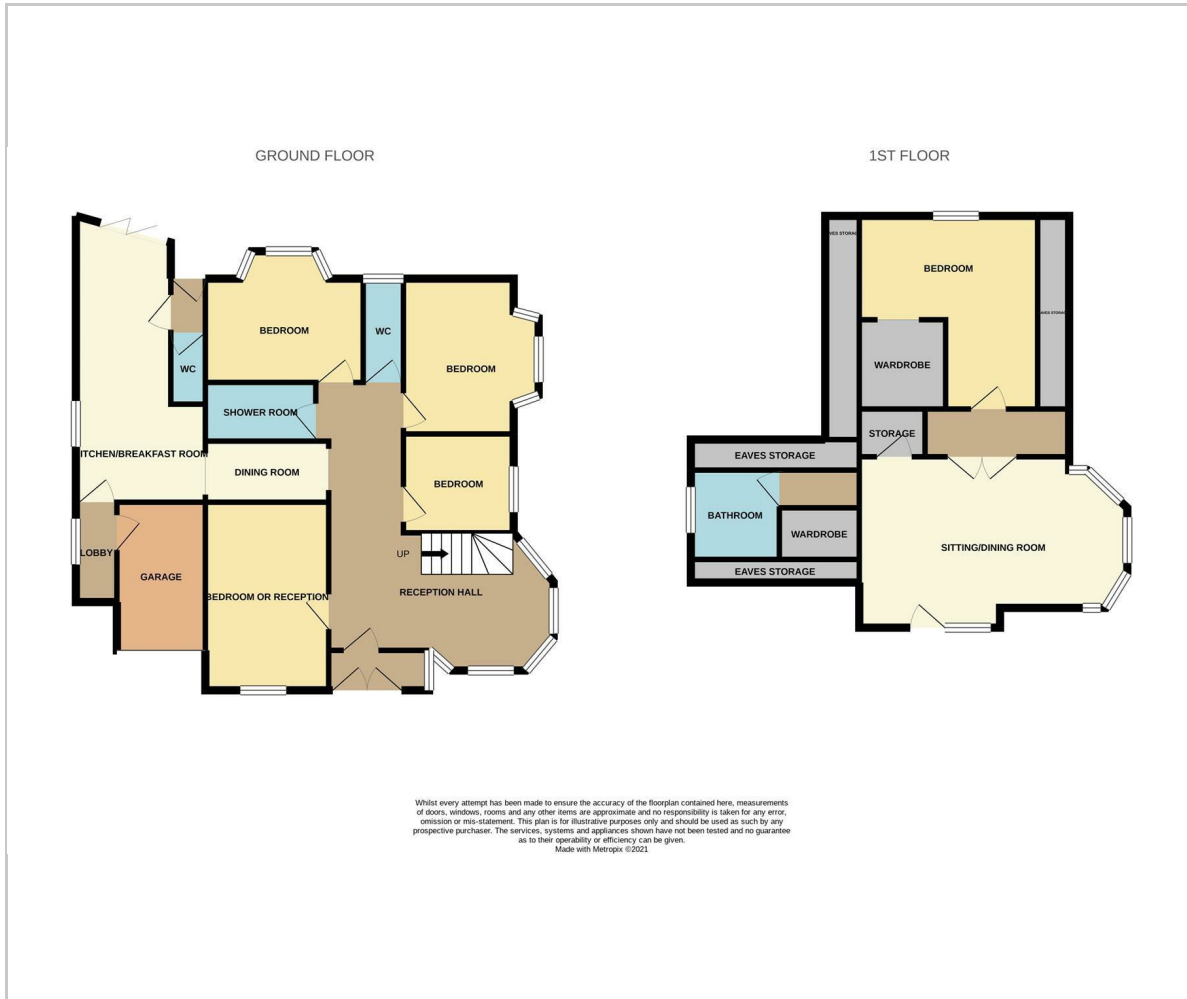 GROUND FLOOR
1ST FLOOR
BEDROOM
WC
BEDROOM
WC
SHOWER ROOM
ITCHEN/BREAKFAST ROOM
DINING ROOM
BEDROOM
LOBBY
GARAGE
UP
RECEPTION HALL
BEDROOM OR RECEPTION
VES STORAG
BEDROOM
AVES STORAG
WARDROBE
STORAGE
EAVES STORAGE
BATHROOM
WARDROBE
SITTING/DINING ROOM
EAVES STORAGE
Whilst every attempt has been made to ensure the accuracy of the floorplan contained here, measurements
of doors, windows, rooms and any other items are approximate and no responsibility is taken for any error,
omission or mis-statement. This plan is for illustrative purposes only and should be used as such by any
prospective purchaser. The services, systems and appliances shown have not been tested and no guarantee
as to their operability or efficiency can be given.
Made with Metropix ©2021